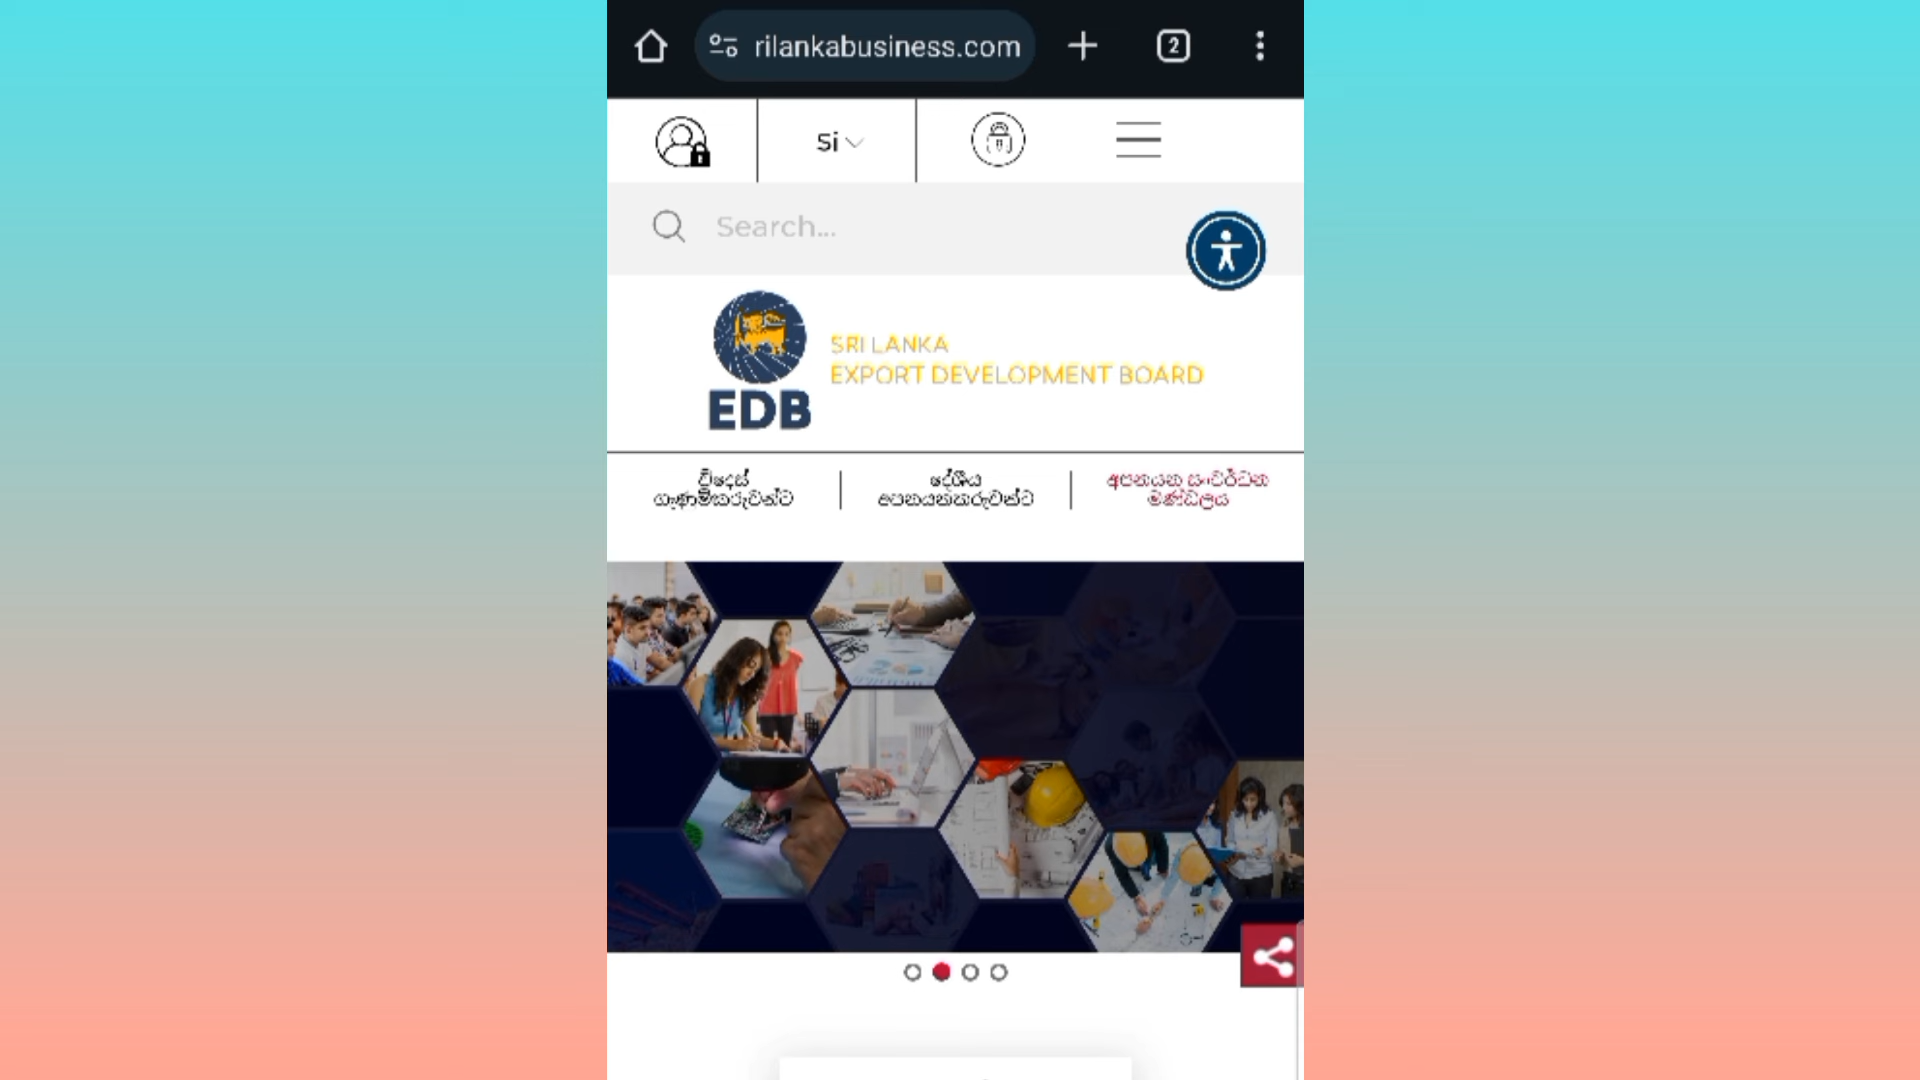 rilankabusiness.com
2
Si
Search...
SRI LANKA
EXPORT DEVELOPMENT BOARD
EDB
විදෙස්
ගැණුම්කරුවන්ට
දේශීය
අපනයනකරුවන්ට
අපනයන සංවර්ධන
මණ්ඩලය